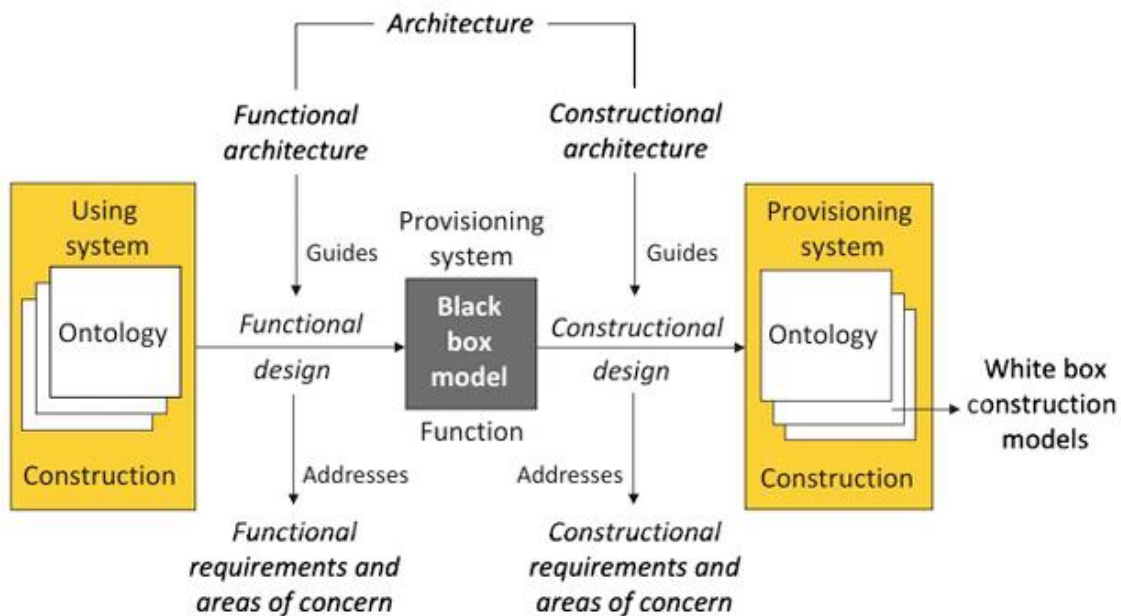 Architecture
Functional
architecture
Constructional
architecture
Using
system
Ontology
Construction
Guides
Functional
design
Addresses
Functional
requirements and
areas of concern
Provisioning
system
Black
box
model
Function
Guides
Constructional
design
Addresses
Constructional
requirements and
areas of concern
Provisioning
system
Ontology
Construction
White box
construction
models